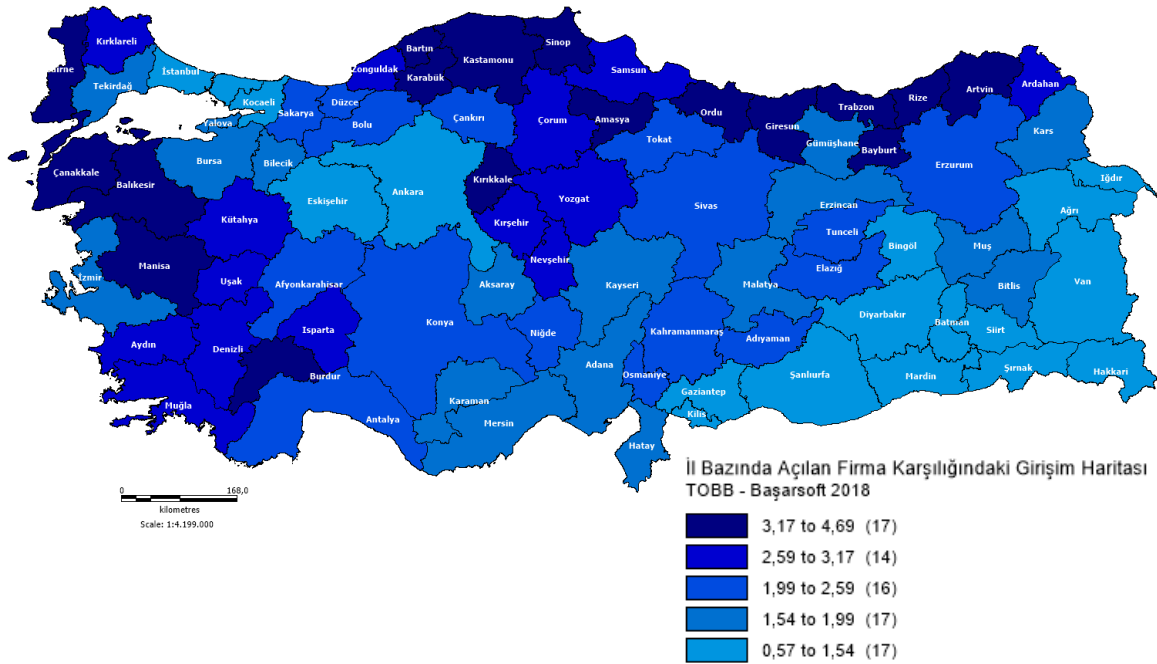 Kırklareli
Tekirdağ
İstanbul
Kocaeli
Yalova
Sakarya
Düzce
Bolu
Zonguldak
Bartın
Karabük
Kastamonu
Sinop
Samsun
Çankırı
Çorum
Amasya
Tokat
Ordu
Giresun
Gümüşhane
Trabzon
Bayburt
Rize
Artvin
Ardahan
Kars
Iğdır
Erzurum
Ağrı
Çanakkale
Balıkesir
Bursa
Bilecik
Eskişehir
Ankara
Kırıkkale
Kırşehir
Yozgat
Sivas
Erzincan
Tunceli
Bingöl
Muş
Bitlis
Van
Kütahya
Manisa
İzmir
Uşak
Afyonkarahisar
Nevşehir
Aksaray
Kayseri
Malatya
Elazığ
Diyarbakır
Batman
Siirt
Aydın
Denizli
Isparta
Burdur
Konya
Niğde
Kahramanmaraş
Adıyaman
Şanlıurfa
Mardin
Şırnak
Hakkari
Muğla
Antalya
Karaman
Mersin
Adana
Osmaniye
Gaziantep
Kilis
Hatay
0 168,0
kilometres
Scale: 1:4.199.000
İl Bazında Açılan Firma Karşılığındaki Girişim Haritası
TOBB - Başarsoft 2018
3,17 to 4,69 (17)
2,59 to 3,17 (14)
1,99 to 2,59 (16)
1,54 to 1,99 (17)
0,57 to 1,54 (17)